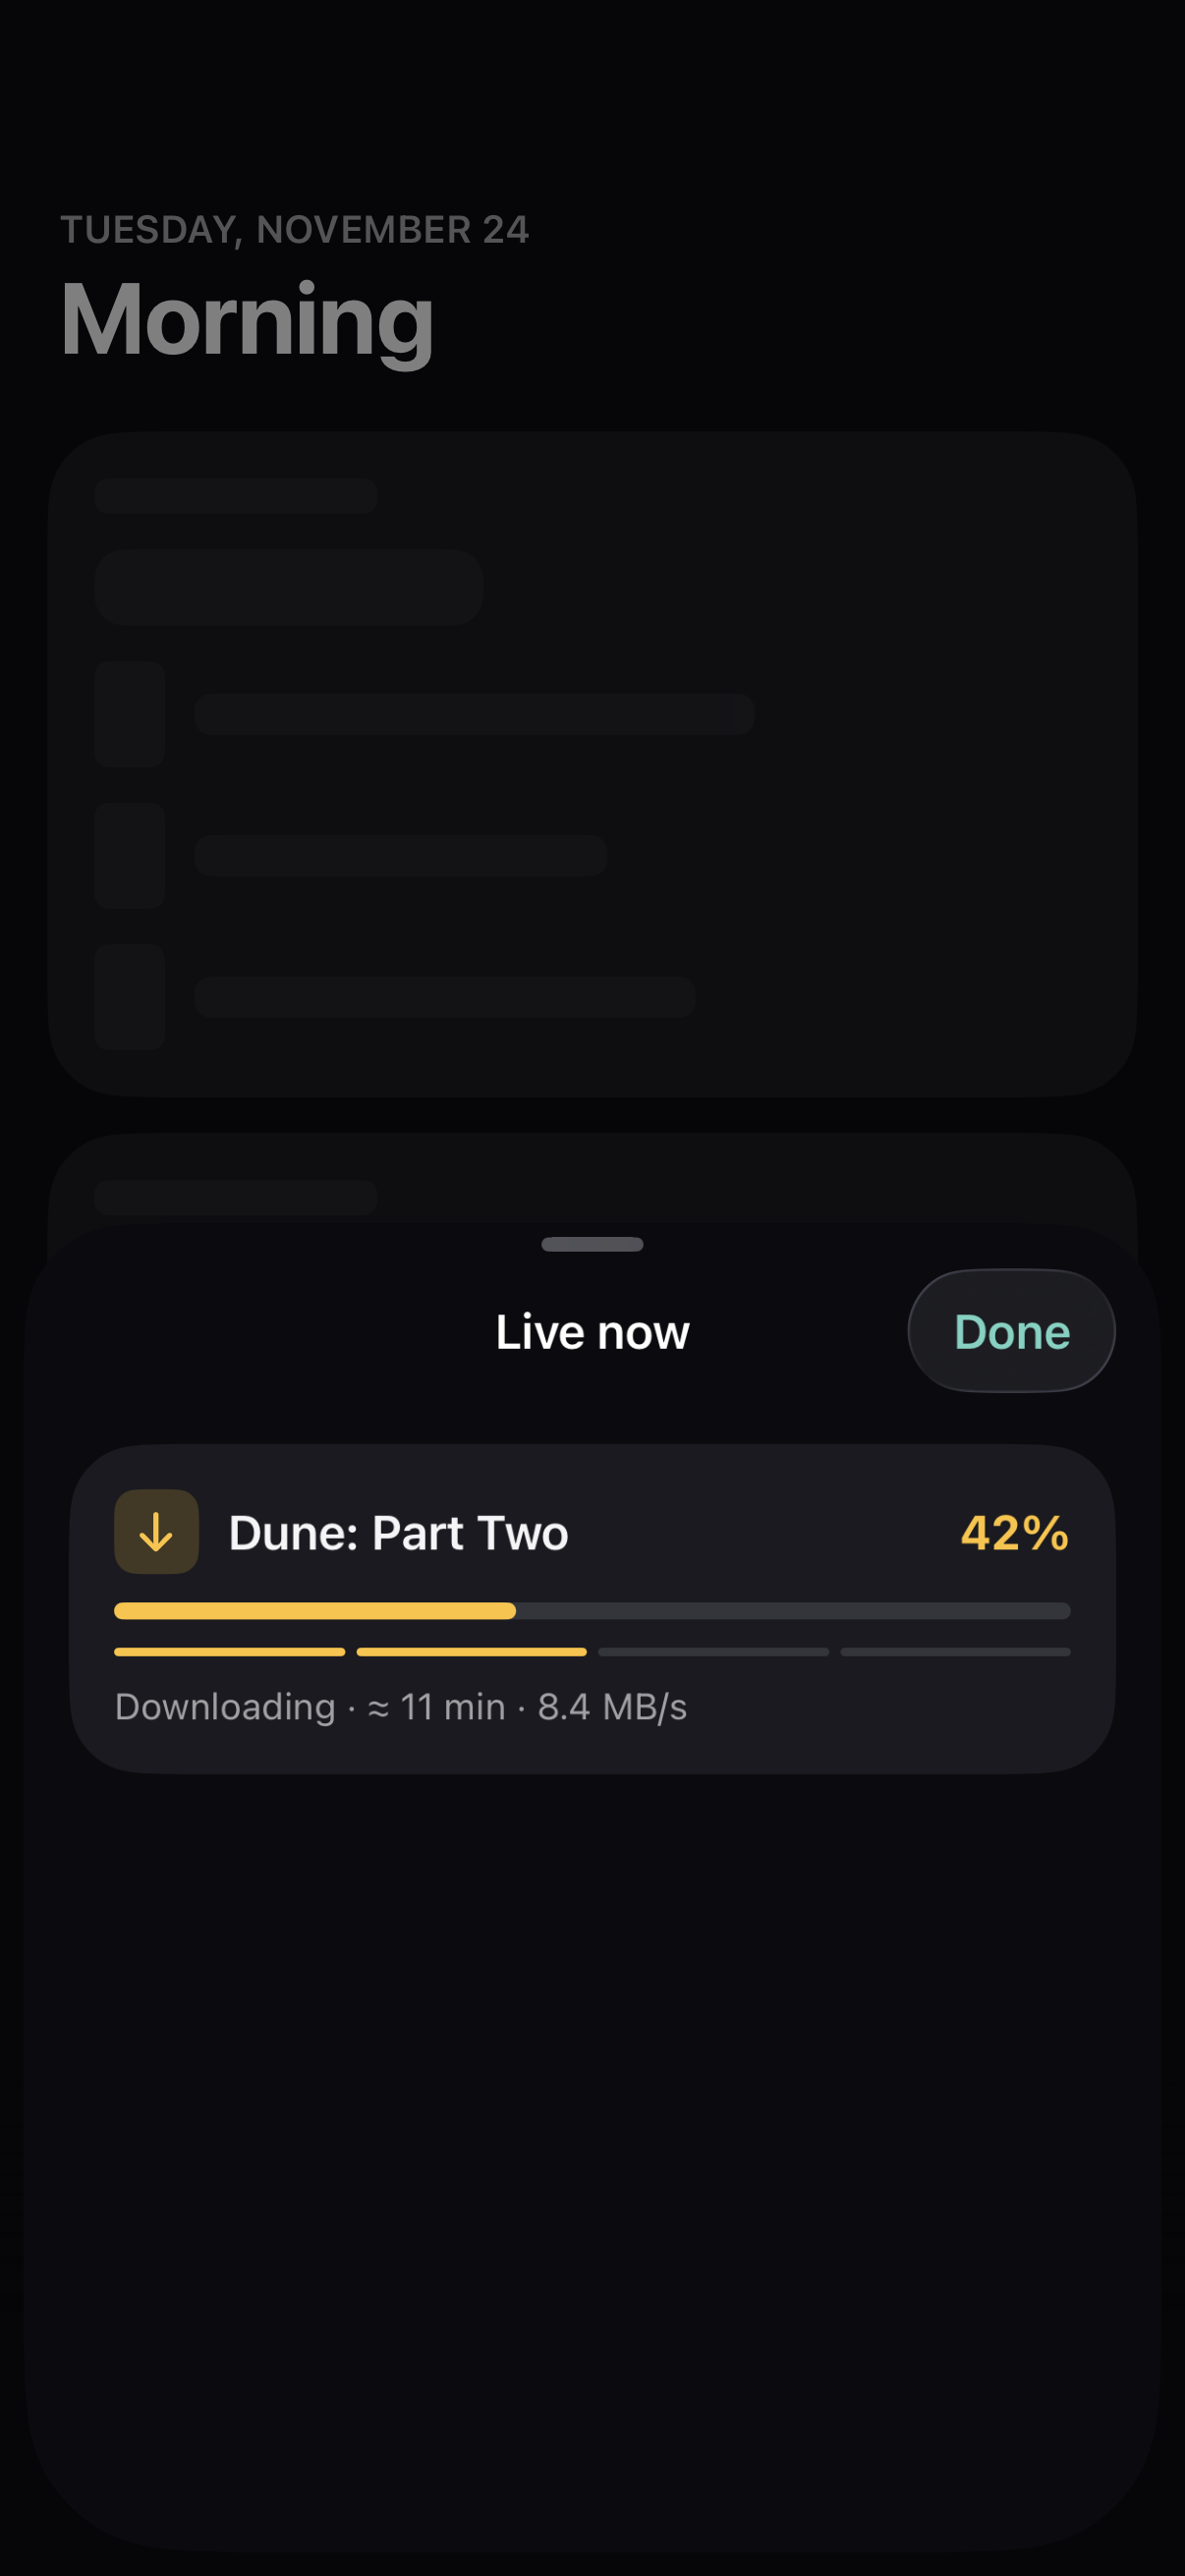 TUESDAY, NOVEMBER 24
Morning
Live now
Done
Dune: Part Two
42%
Downloading · ≈ 11 min · 8.4 MB/s